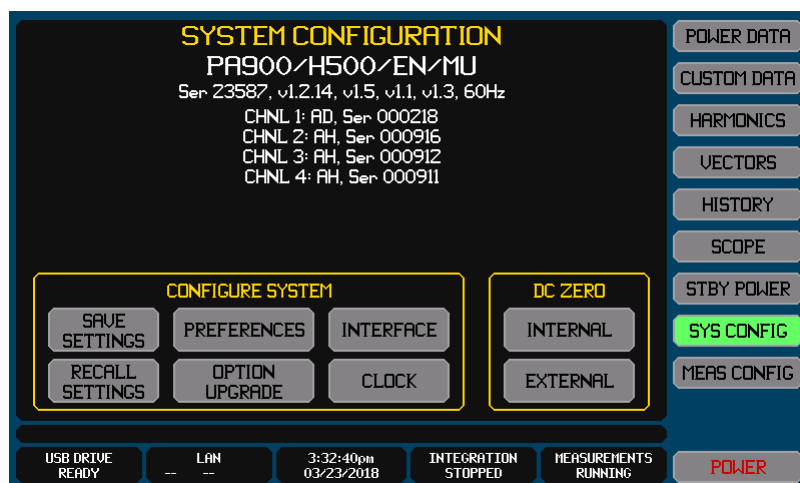 SYSTEM CONFIGURATION
PA900/H500/EN/MU
Ser 23587, v1.2.14, v1.5, v1.1, v1.3, 60Hz
CHNL 1: AD, Ser 000218
CHNL 2: AH, Ser 000916
CHNL 3: AH, Ser 000912
CHNL 4: AH, Ser 000911
CONFIGURE SYSTEM
SAVE
SETTINGS
PREFERENCES
INTERFACE
RECALL
SETTINGS
OPTION
UPGRADE
CLOCK
DC ZERO
INTERNAL
EXTERNAL
POWER DATA
CUSTOM DATA
HARMONICS
VECTORS
HISTORY
SCOPE
STBY POWER
SYS CONFIG
MEAS CONFIG
USB DRIVE
READY
LAN
-- --
3:32:40pm
03/23/2018
INTEGRATION
STOPPED
MEASUREMENTS
RUNNING
POWER